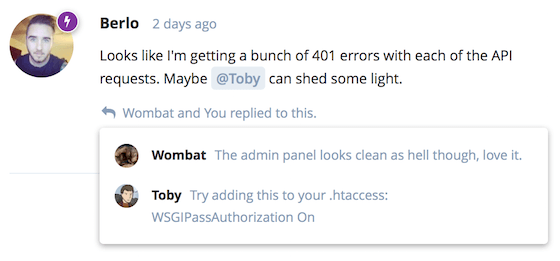 Berlo 2 days ago
Looks like I'm getting a bunch of 401 errors with each of the API
requests. Maybe @Toby can shed some light.
Wombat and You replied to this.
Wombat The admin panel looks clean as hell though, love it.
Toby Try adding this to your .htaccess:
WSGIPassAuthorization On